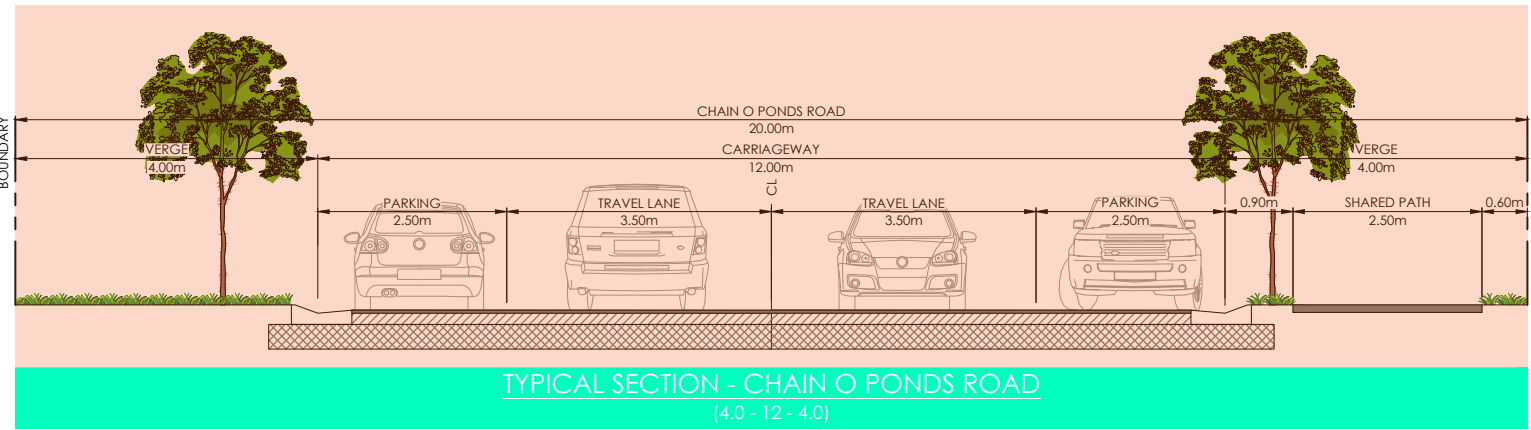 BOUNDARY
CHAIN O PONDS ROAD
20.00m
VERGE
4.00m
CARRIAGEWAY
12.00m
VERGE
4.00m
CL
PARKING
2.50m
TRAVEL LANE
3.50m
TRAVEL LANE
3.50m
PARKING
2.50m
0.90m
SHARED PATH
2.50m
0.60m
TYPICAL SECTION - CHAIN O PONDS ROAD
(4.0 - 12 - 4.0)